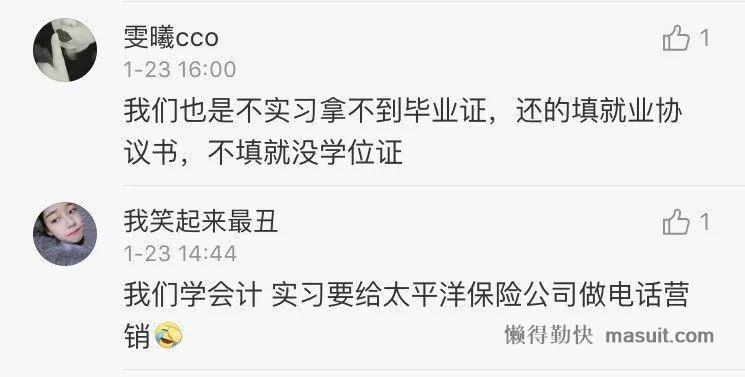 雯曦cco
1
1-23 16:00
我们也是不实习拿不到毕业证，还的填就业协
议书，不填就没学位证
我笑起来最丑
1
1-23 14:44
我们学会计 实习要给太平洋保险公司做电话营
销🤣
懒得勤快 masuit.com